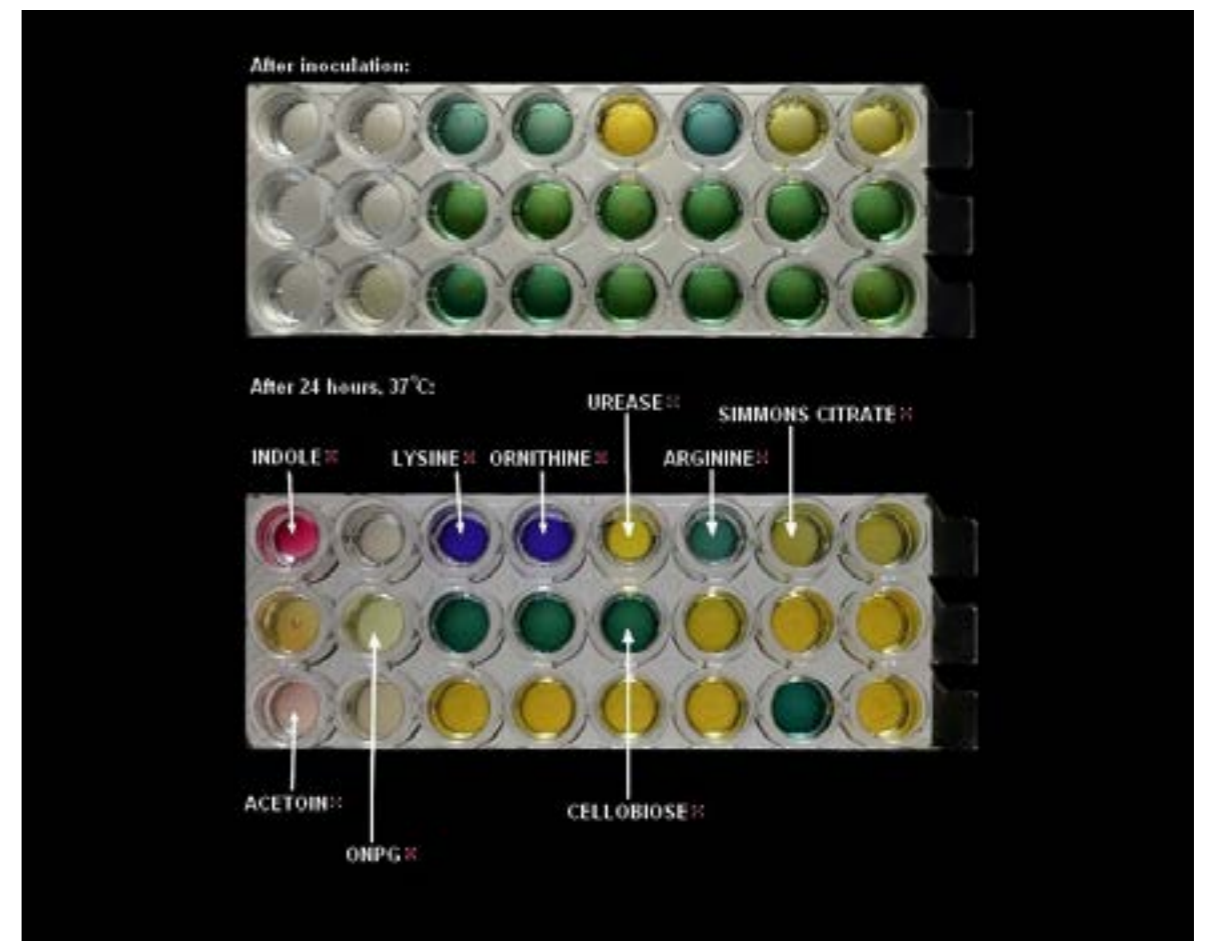 After inoculation:
After 24 hours, 37°C:
UREASE
SIMMONS CITRATE
INDOLE
LYSINE
ORNITHINE
ARGININE
ACETOIN
CELLOBIOSE
ONPG